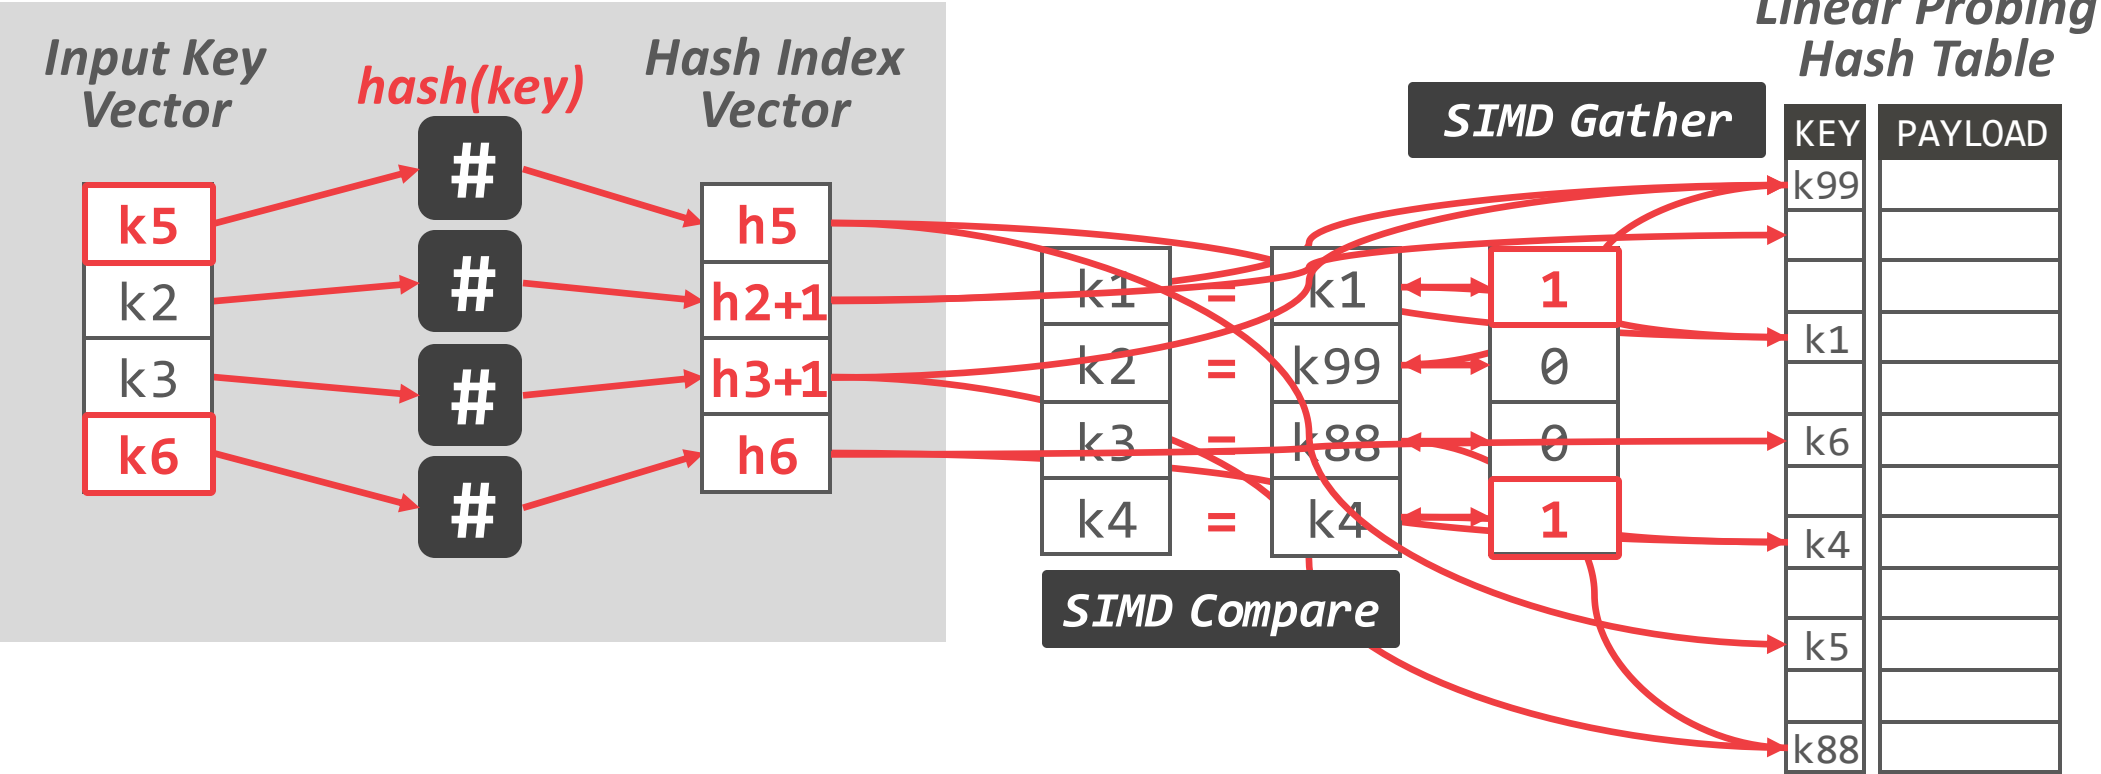 Linear Probing
Hash Table
Input Key
Vector
hash(key)
Hash Index
Vector
SIMD Gather
KEY PAYLOAD
k5
k2
k3
k6
#
#
#
#
h5
h2+1
h3+1
h6
k1 = k1 1
k2 = k99 0
k3 = k88 0
k4 = k4 1
SIMD Compare
k99
k1
k6
k4
k5
k88